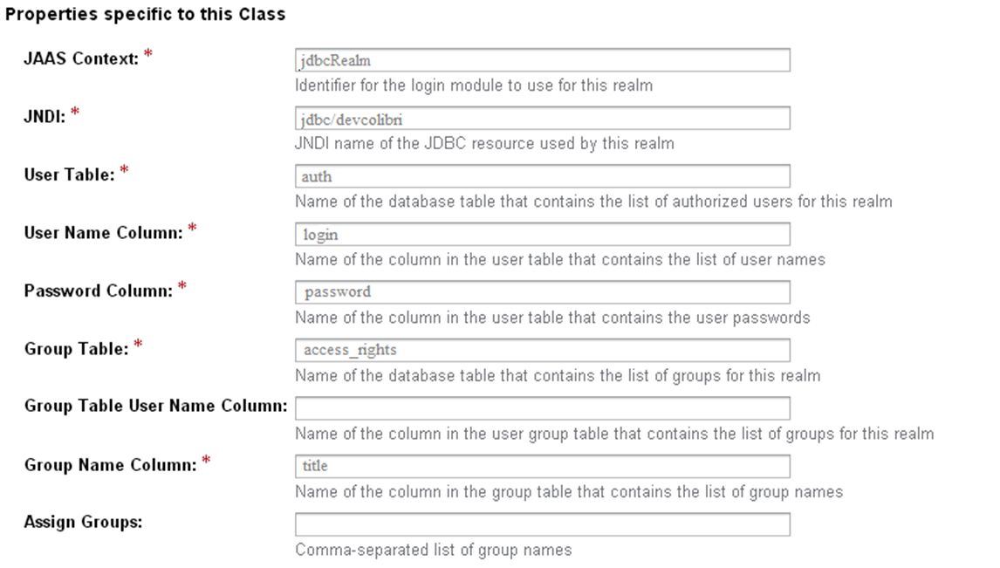 Properties specific to this Class
JAAS Context: * jdbcRealm
Identifier for the login module to use for this realm
JNDI: * jdbc/devcolibri
JNDI name of the JDBC resource used by this realm
User Table: * auth
Name of the database table that contains the list of authorized users for this realm
User Name Column: * login
Name of the column in the user table that contains the list of user names
Password Column: * password
Name of the column in the user table that contains the user passwords
Group Table: * access_rights
Name of the database table that contains the list of groups for this realm
Group Table User Name Column:
Name of the column in the user group table that contains the list of groups for this realm
Group Name Column: * title
Name of the column in the group table that contains the list of group names
Assign Groups:
Comma-separated list of group names